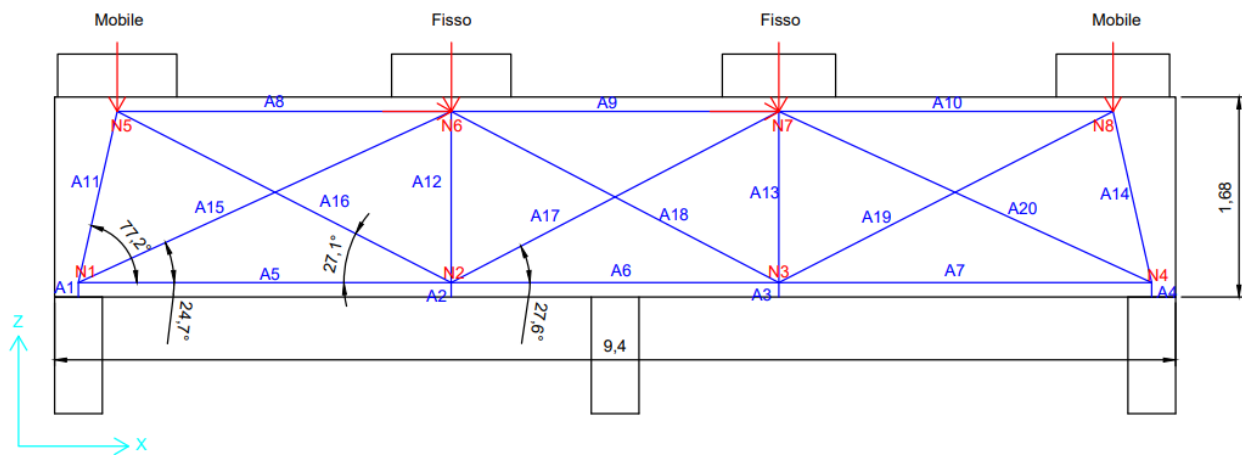 Mobile Fisso Fisso Mobile
A8 A9 A10
N5 N6 N7 N8
A11 A12 A13 A14
A15 A16 A17 A18 A19 A20
1,68
77,2°
27,1°
N1 N2 N3 N4
A5 A6 A7
A1 A2 A3 A4
24,7°
27,6°
Z
9,4
X